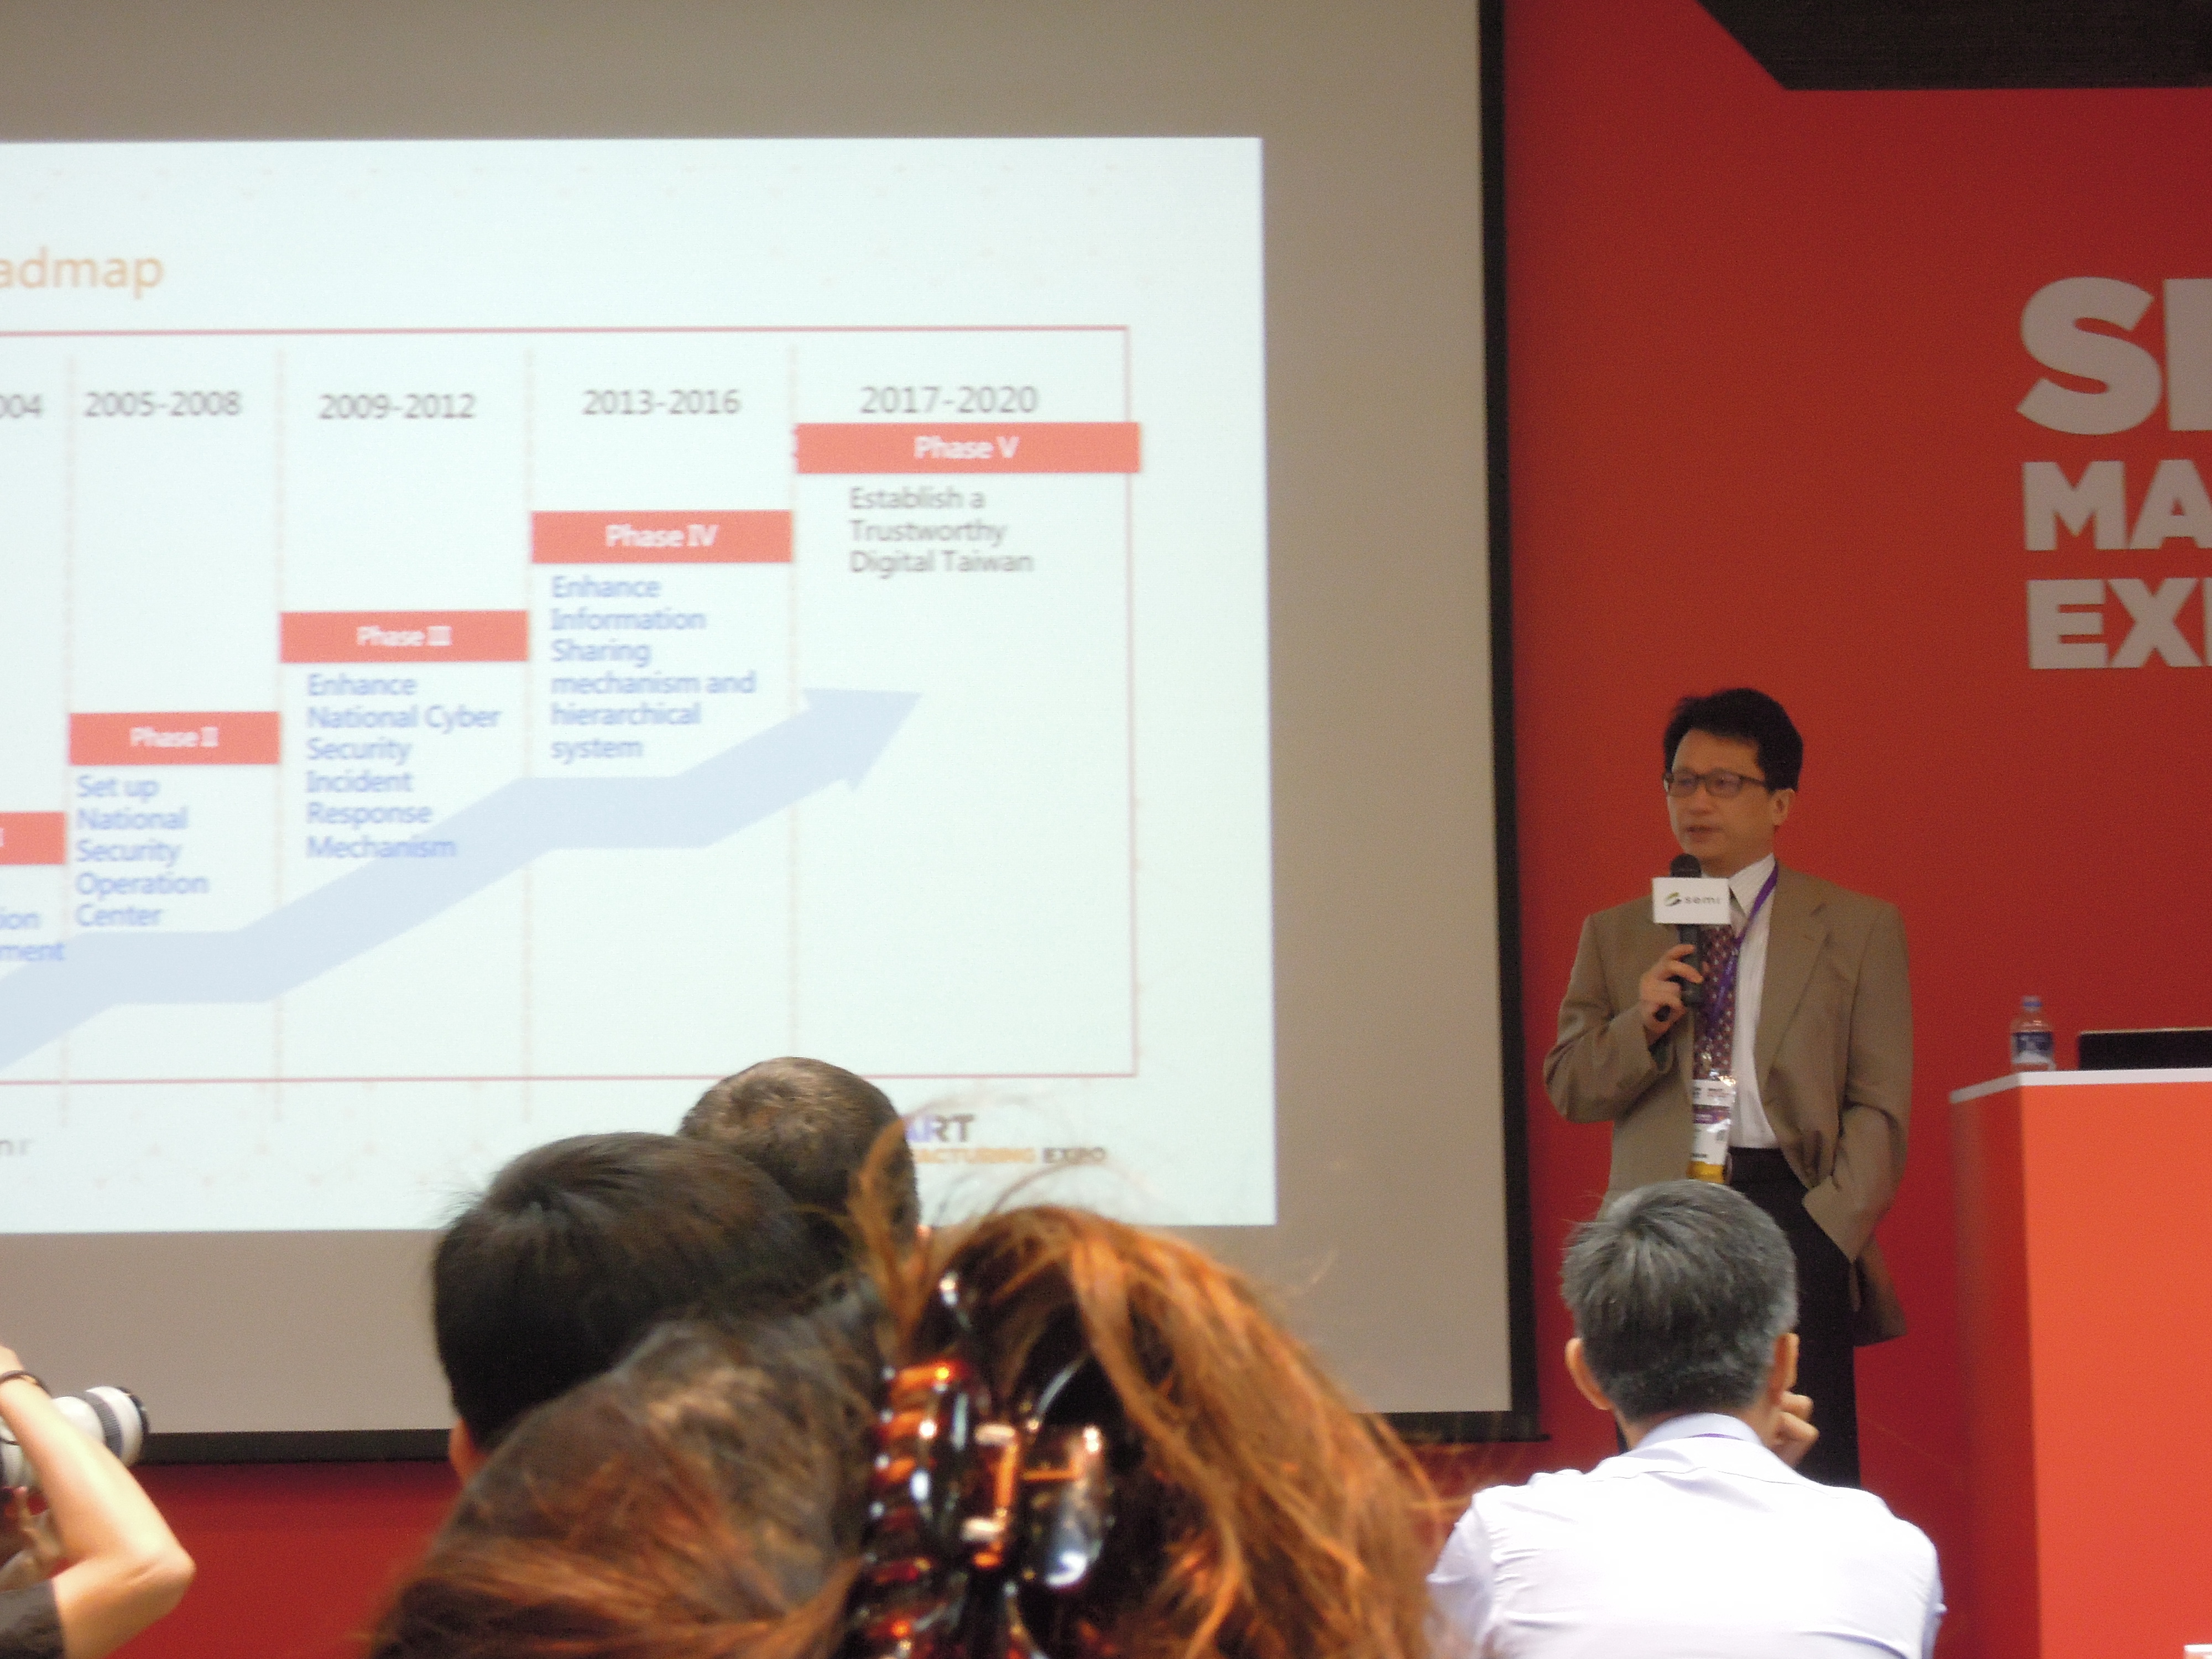 admap
004
2005-2008
2009-2012
2013-2016
2017-2020
Phase V
Establish a
Trustworthy
Digital Taiwan
Phase IV
Enhance
Information
Sharing
mechanism and
hierarchical
system
Phase III
Enhance
National Cyber
Security
Incident
Response
Mechanism
Phase II
Set up
National
Security
Operation
Center
ion
ment
ART
ACTURING EXPO
semi
S
MA
EX